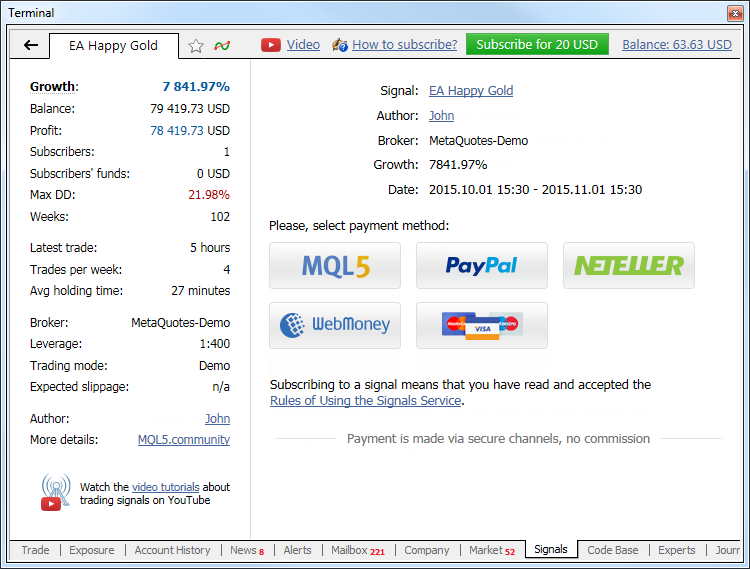 Terminal
EA Happy Gold
Video
How to subscribe?
Subscribe for 20 USD
Balance: 63.63 USD
Growth: 7 841.97%
Balance: 79 419.73 USD
Profit: 78 419.73 USD
Subscribers: 1
Subscribers' funds: 0 USD
Max DD: 21.98%
Weeks: 102
Latest trade: 5 hours
Trades per week: 4
Avg holding time: 27 minutes
Broker: MetaQuotes-Demo
Leverage: 1:400
Trading mode: Demo
Expected slippage: n/a
Author: John
More details: MQL5.community
Watch the video tutorials about
trading signals on YouTube
Signal: EA Happy Gold
Author: John
Broker: MetaQuotes-Demo
Growth: 7841.97%
Date: 2015.10.01 15:30 - 2015.11.01 15:30
Please, select payment method:
MQL5
PayPal
NETELLER
WebMoney
MasterCard VISA Maestro
Subscribing to a signal means that you have read and accepted the
Rules of Using the Signals Service.
Payment is made via secure channels, no commission
Trade | Exposure | Account History | News 8 | Alerts | Mailbox 221 | Company | Market 52 | Signals | Code Base | Experts | Journ